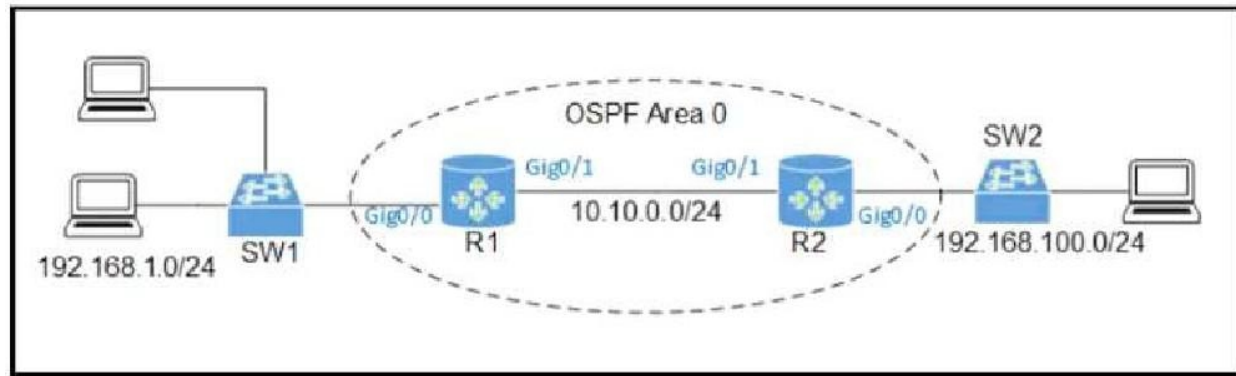 OSPF Area 0
SW2
Gig0/1
Gig0/1
Gig0/0
10.10.0.0/24
Gig0/0
SW1
R1
R2
192.168.100.0/24
192.168.1.0/24